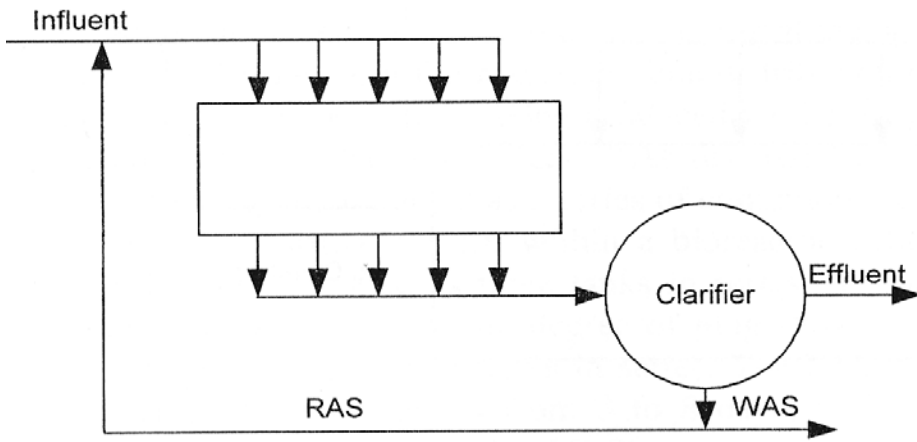 Influent
Effluent
Clarifier
RAS
WAS